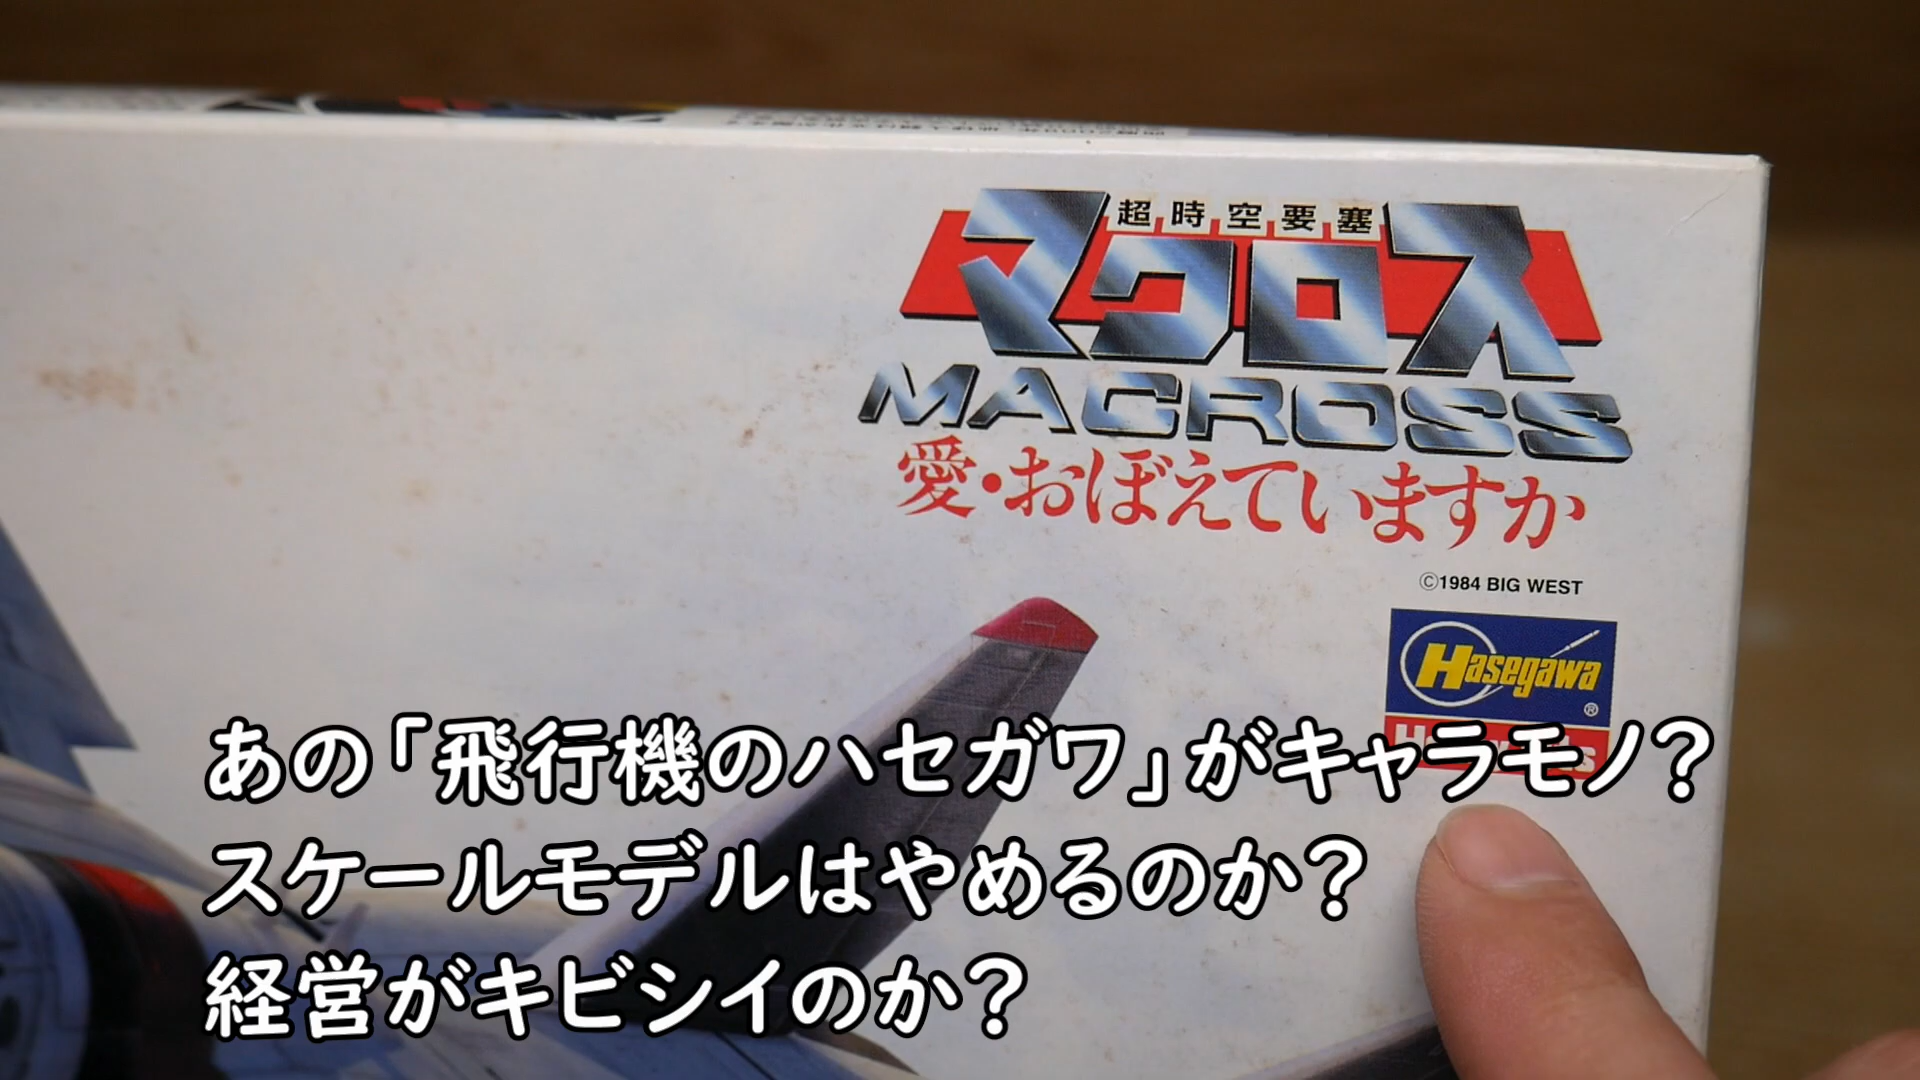 超時空要塞
マクロス
MACROSS
愛・おぼえていますか
©1984 BIG WEST
Hasegawa
®
あの「飛行機のハセガワ」がキャラモノ?
スケールモデルはやめるのか?
経営がキビシイのか?